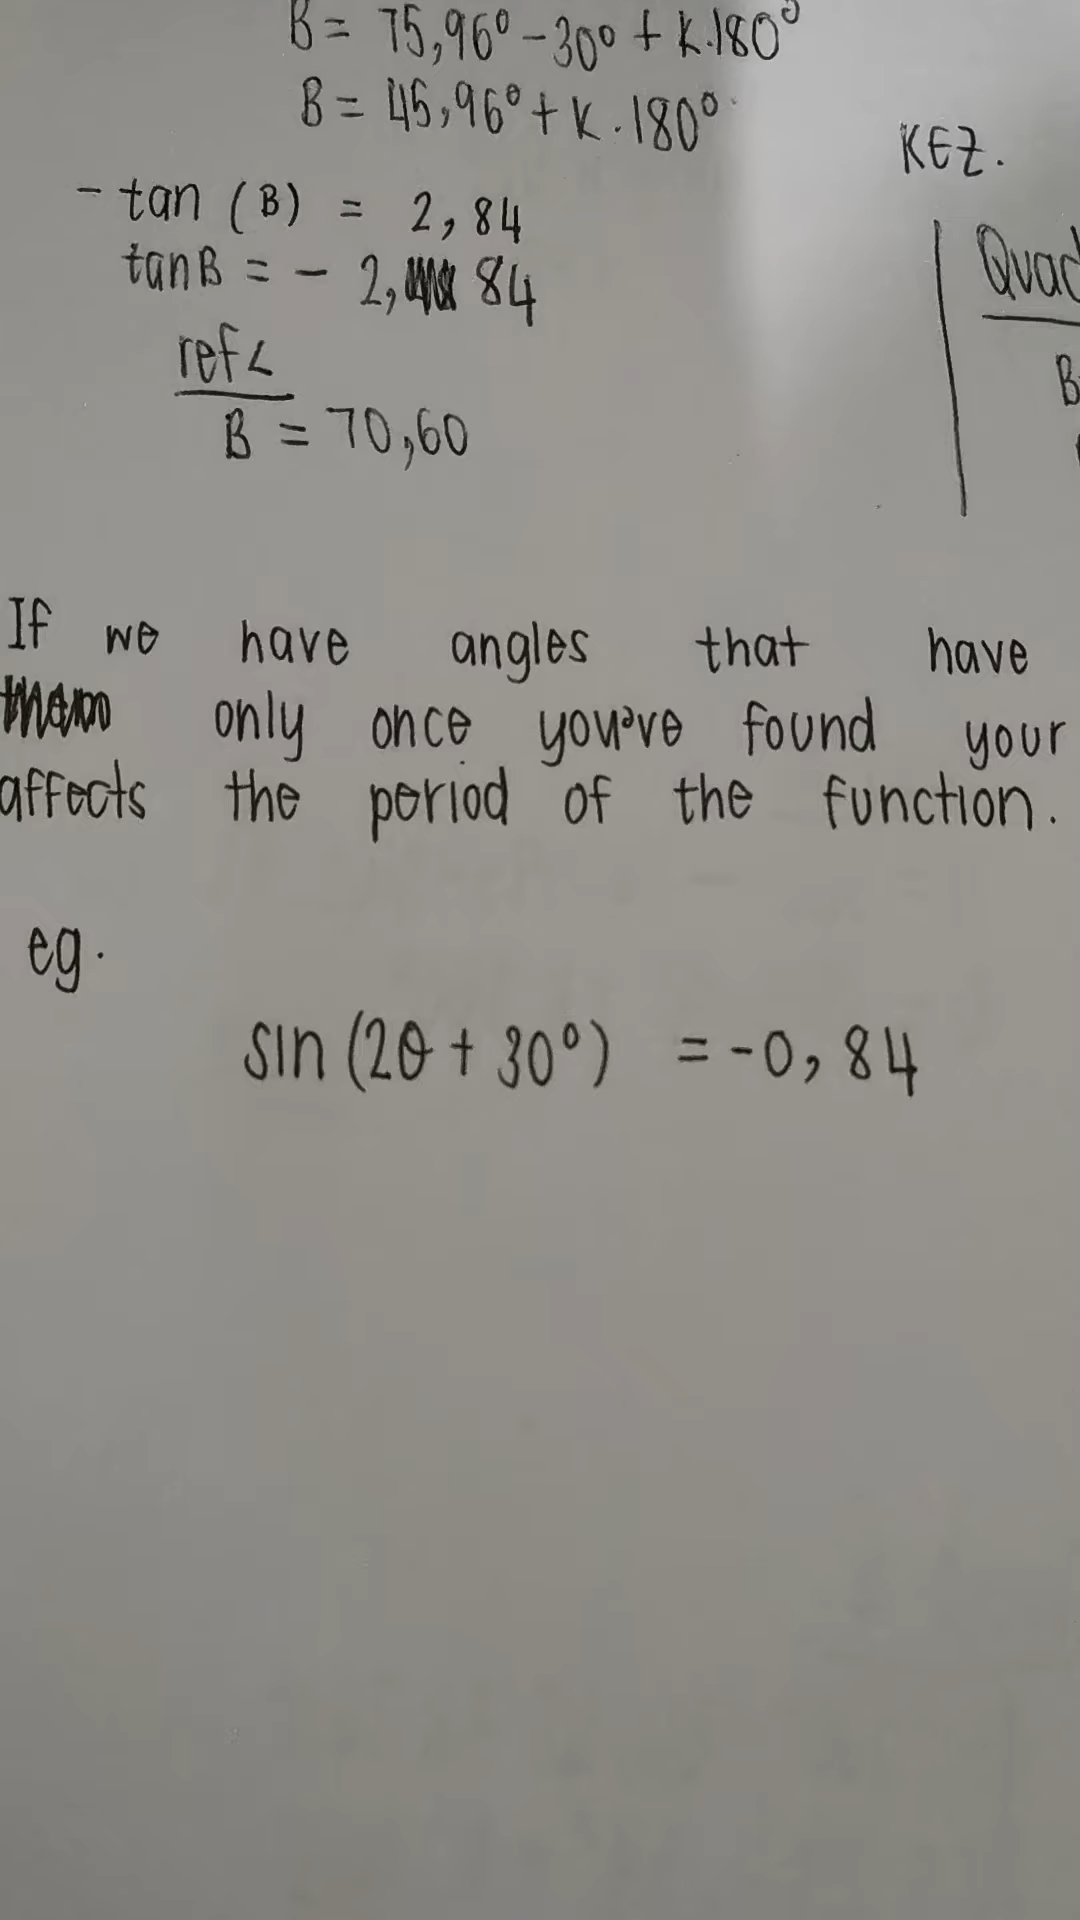 B = 75,96° - 30° + k.180°
B = 45,96° + k.180°
KEZ.
- tan (B) = 2,84
tanB = - 2, 84
ref∠
B = 70,60
Quad
B
If we have angles that have
only once you've found your
affects the period of the function.
eg.
sin (2θ + 30°) = -0,84